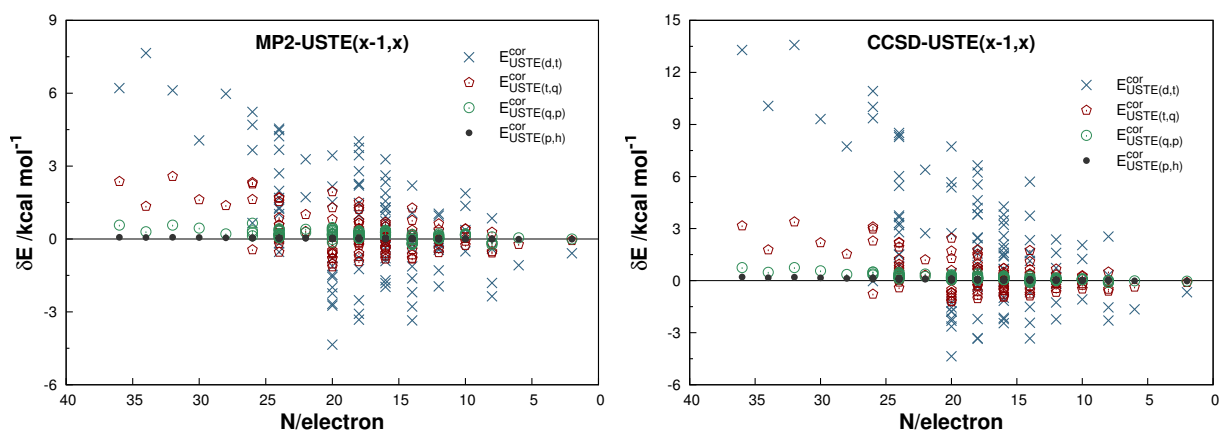 MP2-USTE(x-1,x)
E^cor_USTE(d,t)
E^cor_USTE(t,q)
E^cor_USTE(q,p)
E^cor_USTE(p,h)
δE /kcal mol⁻¹
9
6
3
0
-3
-6
40 35 30 25 20 15 10 5 0
N/electron
CCSD-USTE(x-1,x)
E^cor_USTE(d,t)
E^cor_USTE(t,q)
E^cor_USTE(q,p)
E^cor_USTE(p,h)
δE /kcal mol⁻¹
15
12
9
6
3
0
-3
-6
40 35 30 25 20 15 10 5 0
N/electron